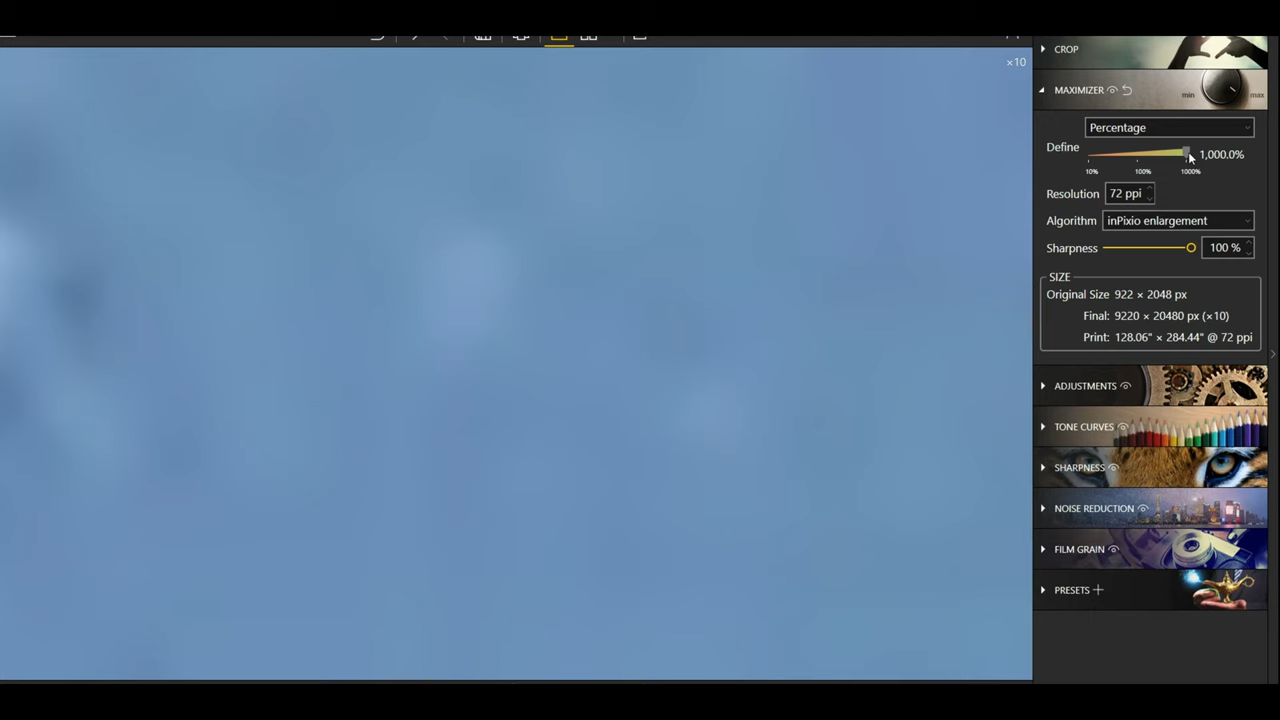 ×10
CROP
MAXIMIZER
min
max
Percentage
Define
1,000.0%
10%
100%
1000%
Resolution
72 ppi
Algorithm
inPixio enlargement
Sharpness
100 %
SIZE
Original Size 922 × 2048 px
Final: 9220 × 20480 px (×10)
Print: 128.06" × 284.44" @ 72 ppi
ADJUSTMENTS
TONE CURVES
SHARPNESS
NOISE REDUCTION
FILM GRAIN
PRESETS